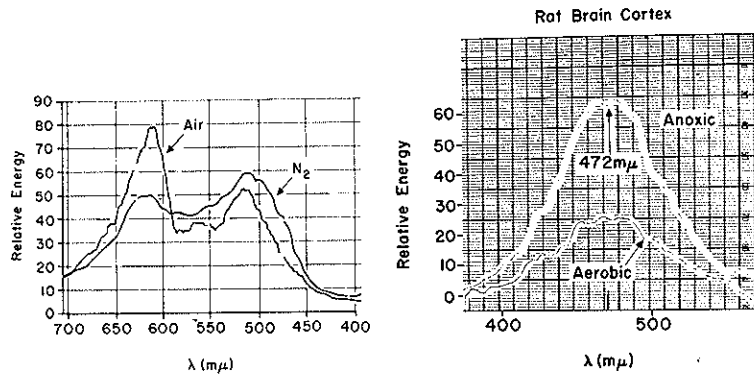 Rat Brain Cortex
90
80
70
60
50
40
30
20
10
0
Relative Energy
Air
N₂
700 650 600 550 500 450 400
λ (mμ)
60
50
40
30
20
10
0
Relative Energy
Anoxic
472mμ
Aerobic
400 500
λ (mμ)